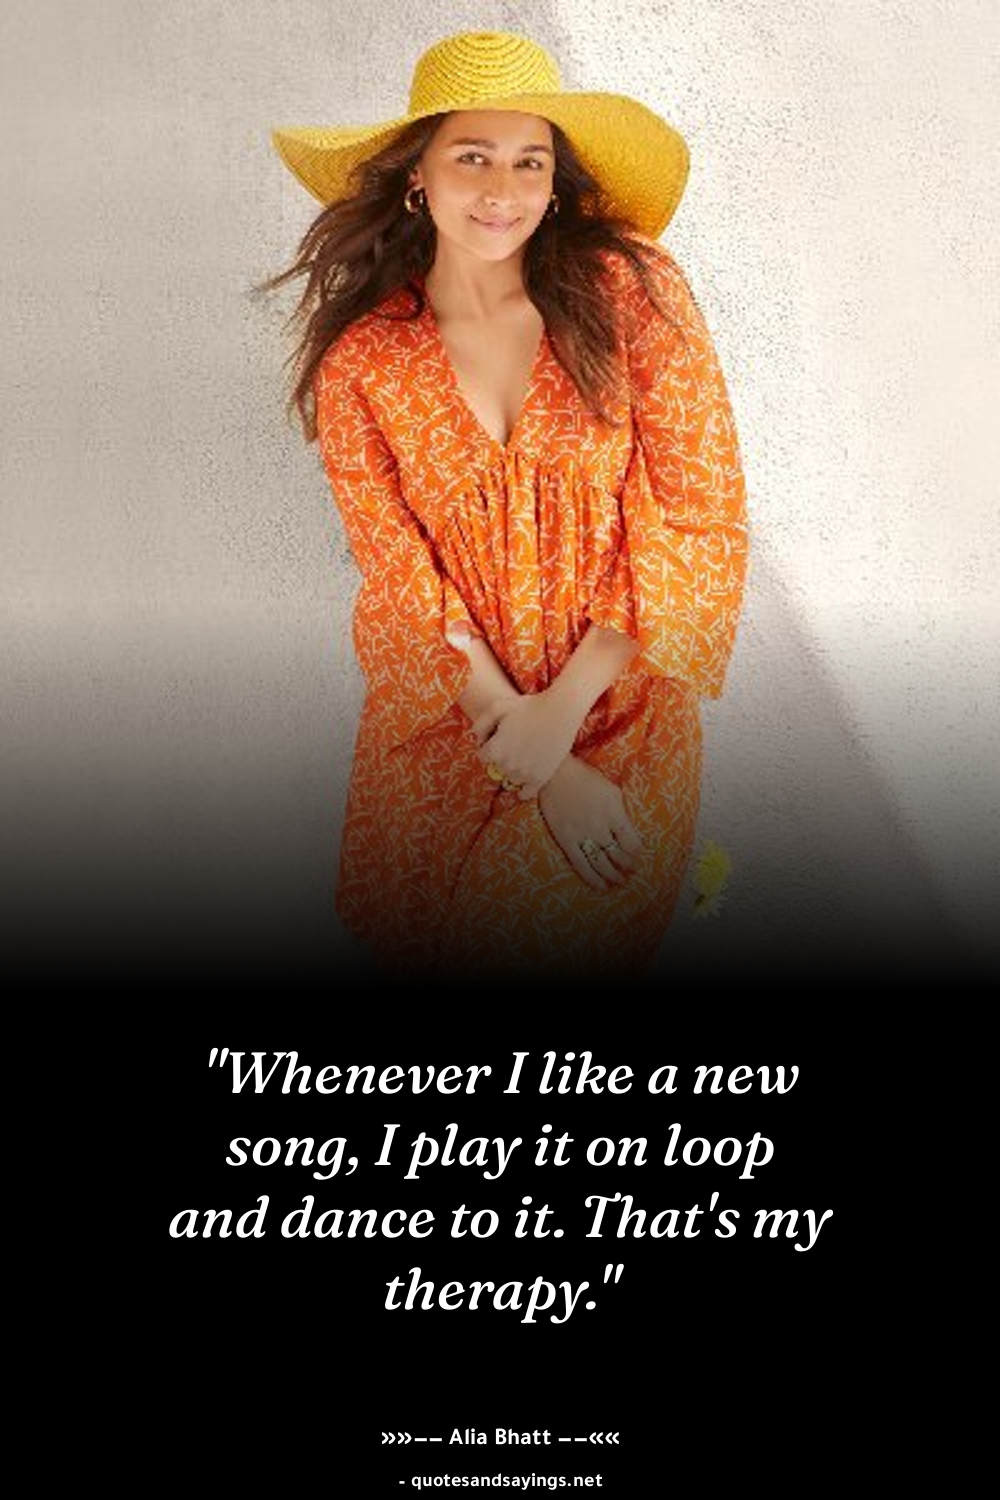 "Whenever I like a new
song, I play it on loop
and dance to it. That's my
therapy."
»»−− Alia Bhatt −−««
- quotesandsayings.net